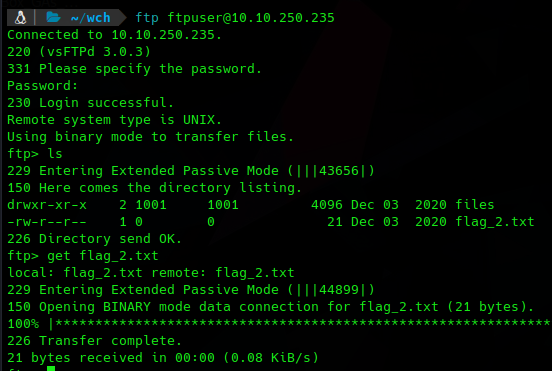 ~/wch ftp ftpuser@10.10.250.235
Connected to 10.10.250.235.
220 (vsFTPd 3.0.3)
331 Please specify the password.
Password:
230 Login successful.
Remote system type is UNIX.
Using binary mode to transfer files.
ftp> ls
229 Entering Extended Passive Mode (|||43656|)
150 Here comes the directory listing.
drwxr-xr-x    2 1001     1001         4096 Dec 03  2020 files
-rw-r--r--    1 0        0              21 Dec 03  2020 flag_2.txt
226 Directory send OK.
ftp> get flag_2.txt
local: flag_2.txt remote: flag_2.txt
229 Entering Extended Passive Mode (|||44899|)
150 Opening BINARY mode data connection for flag_2.txt (21 bytes).
100% |*************************************************************
226 Transfer complete.
21 bytes received in 00:00 (0.08 KiB/s)
ftp>